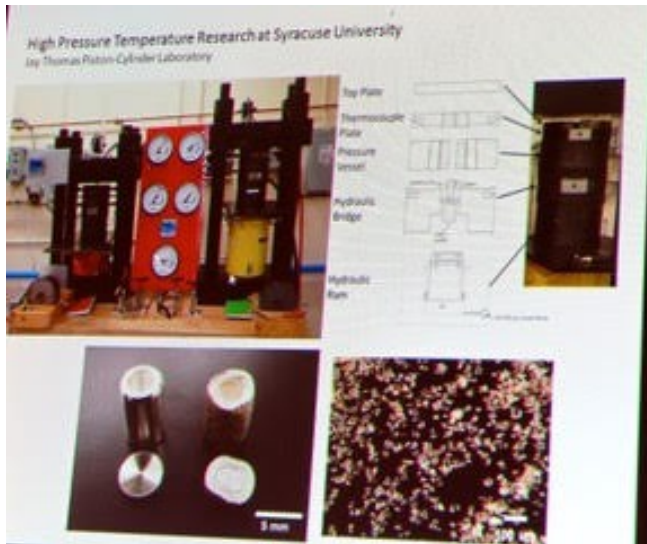 High Pressure Temperature Research at Syracuse University
Jay Thomas Piston-Cylinder Laboratory
Top Plate
Thermocouple
Plate
Pressure
Vessel
Hydraulic
Bridge
Hydraulic
Ram
5 mm